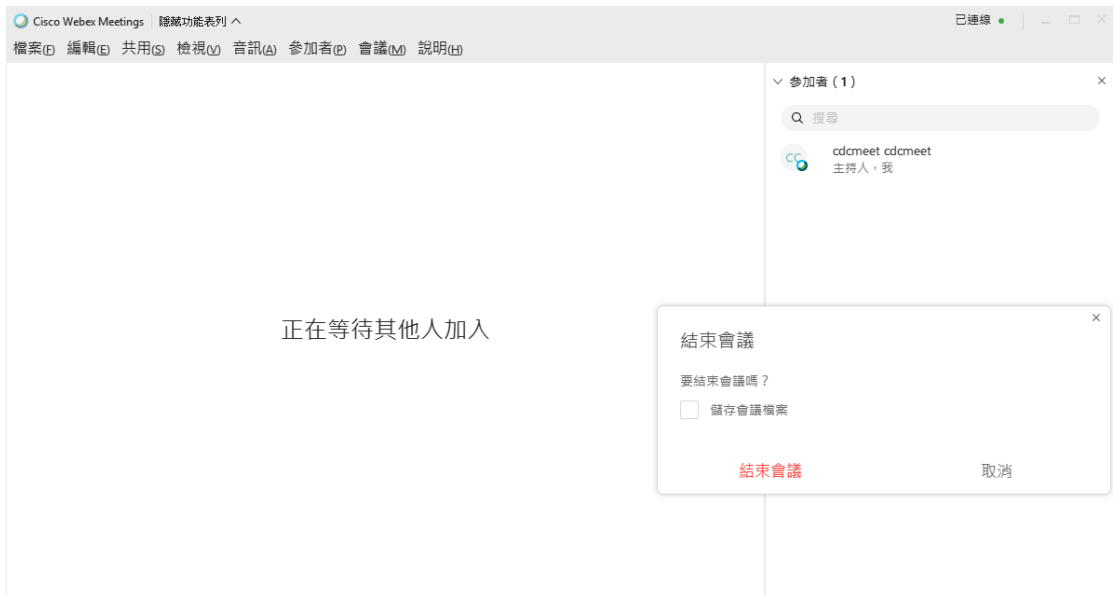 Cisco Webex Meetings 隱藏功能表列
已連線
檔案(F) 編輯(E) 共用(S) 檢視(V) 音訊(A) 參加者(P) 會議(M) 說明(H)
參加者 (1)
搜尋
CC
cdcmeet cdcmeet
主持人，我
正在等待其他人加入
結束會議
要結束會議嗎？
儲存會議檔案
結束會議 取消